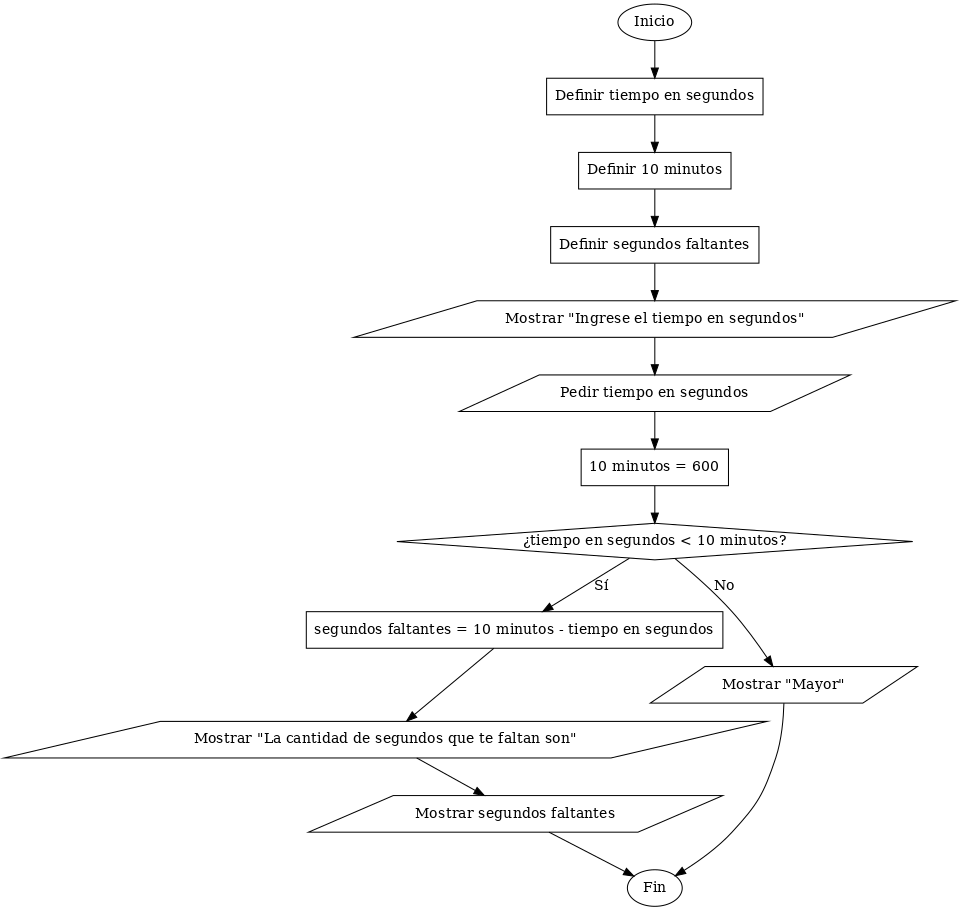 Inicio
Definir tiempo en segundos
Definir 10 minutos
Definir segundos faltantes
Mostrar "Ingrese el tiempo en segundos"
Pedir tiempo en segundos
10 minutos = 600
¿tiempo en segundos < 10 minutos?
Sí
No
segundos faltantes = 10 minutos - tiempo en segundos
Mostrar "Mayor"
Mostrar "La cantidad de segundos que te faltan son"
Mostrar segundos faltantes
Fin